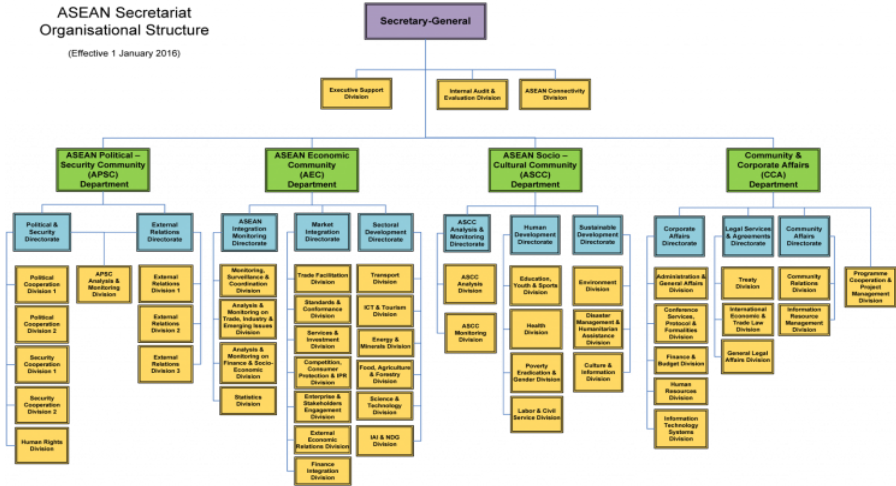 ASEAN Secretariat
Organisational Structure
(Effective 1 January 2016)
Secretary-General
Executive Support
Division
Internal Audit &
Evaluation Division
ASEAN Connectivity
Division
ASEAN Political –
Security Community
(APSC)
Department
ASEAN Economic
Community
(AEC)
Department
ASEAN Socio –
Cultural Community
(ASCC)
Department
Community &
Corporate Affairs
(CCA)
Department
Political &
Security
Directorate
External
Relations
Directorate
ASEAN
Integration
Monitoring
Directorate
Market
Integration
Directorate
Sectoral
Development
Directorate
ASCC
Analysis &
Monitoring
Directorate
Human
Development
Directorate
Sustainable
Development
Directorate
Corporate
Affairs
Directorate
Legal Services
& Agreements
Directorate
Community
Affairs
Directorate
Political
Cooperation
Division 1
Political
Cooperation
Division 2
Security
Cooperation
Division 1
Security
Cooperation
Division 2
Human Rights
Division
APSC
Analysis &
Monitoring
Division
External
Relations
Division 1
External
Relations
Division 2
External
Relations
Division 3
Monitoring,
Surveillance &
Coordination
Division
Analysis &
Monitoring on
Trade, Industry &
Emerging Issues
Division
Analysis &
Monitoring on
Finance & Socio-
Economic
Division
Statistics
Division
Trade Facilitation
Division
Standards &
Conformance
Division
Services &
Investment
Division
Competition,
Consumer
Protection & IPR
Division
Enterprise &
Stakeholders
Engagement
Division
External
Economic
Relations Division
Finance
Integration
Division
Transport
Division
ICT & Tourism
Division
Energy &
Minerals Division
Food, Agriculture
& Forestry
Division
Science &
Technology
Division
IAI & NDG
Division
ASCC
Analysis
Division
ASCC
Monitoring
Division
Education,
Youth & Sports
Division
Health
Division
Poverty
Eradication &
Gender Division
Labor & Civil
Service Division
Environment
Division
Disaster
Management &
Humanitarian
Assistance
Division
Culture &
Information
Division
Administration &
General Affairs
Division
Conference
Services,
Protocol &
Formalities
Division
Finance &
Budget Division
Human
Resources
Division
Information
Technology
Systems
Division
Treaty
Division
International
Economic &
Trade Law
Division
General Legal
Affairs Division
Community
Relations
Division
Information
Resource
Management
Division
Programme
Cooperation &
Project
Management
Division